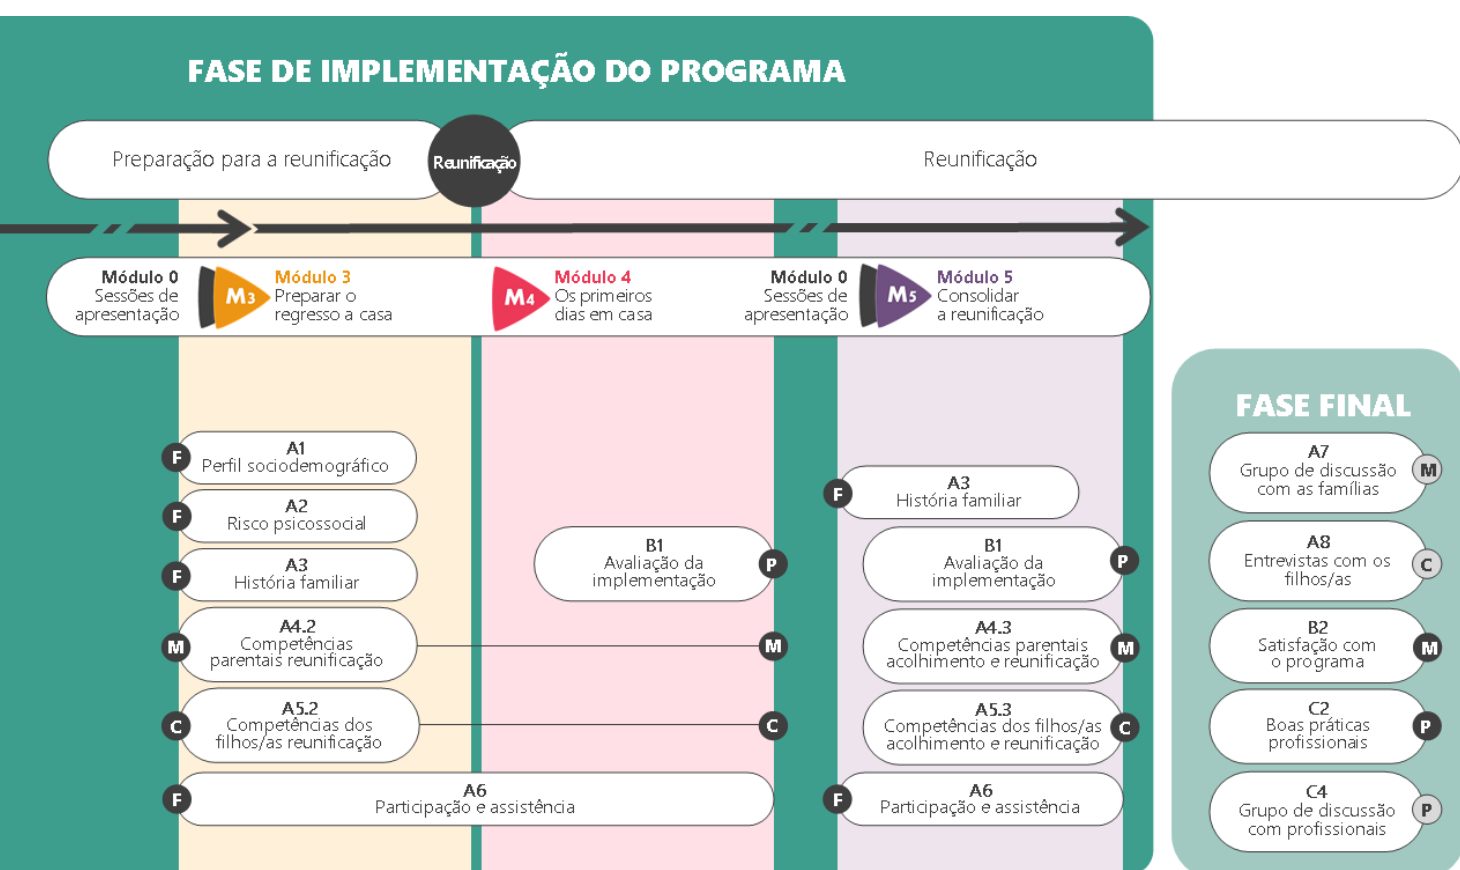 FASE DE IMPLEMENTAÇÃO DO PROGRAMA
Preparação para a reunificação
Reunificação
Reunificação
Módulo 0
Sessões de
apresentação
M3
Módulo 3
Preparar o
regresso a casa
M4
Módulo 4
Os primeiros
dias em casa
Módulo 0
Sessões de
apresentação
M5
Módulo 5
Consolidar
a reunificação
F
A1
Perfil sociodemográfico
F
A2
Risco psicossocial
F
A3
História familiar
M
A4.2
Competências
parentais reunificação
M
C
A5.2
Competências dos
filhos/as reunificação
C
F
A6
Participação e assistência
B1
Avaliação da
implementação
P
F
A3
História familiar
B1
Avaliação da
implementação
P
A4.3
Competências parentais
acolhimento e reunificação
M
A5.3
Competências dos filhos/as
acolhimento e reunificação
C
F
A6
Participação e assistência
FASE FINAL
A7
Grupo de discussão
com as famílias
M
A8
Entrevistas com os
filhos/as
C
B2
Satisfação com
o programa
M
C2
Boas práticas
profissionais
P
C4
Grupo de discussão
com profissionais
P